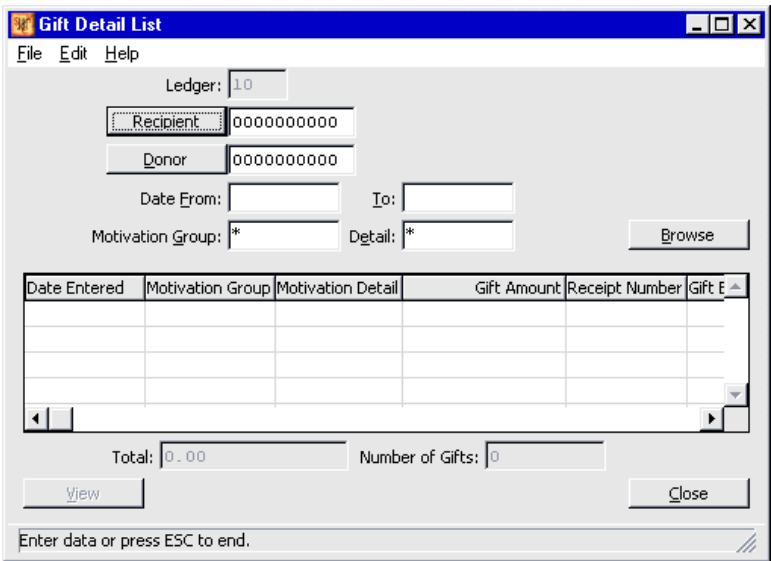 Gift Detail List
File Edit Help
Ledger: 10
Recipient 0000000000
Donor 0000000000
Date From: To:
Motivation Group: * Detail: * Browse
Date Entered Motivation Group Motivation Detail Gift Amount Receipt Number Gift
Total: 0.00 Number of Gifts: 0
View Close
Enter data or press ESC to end.